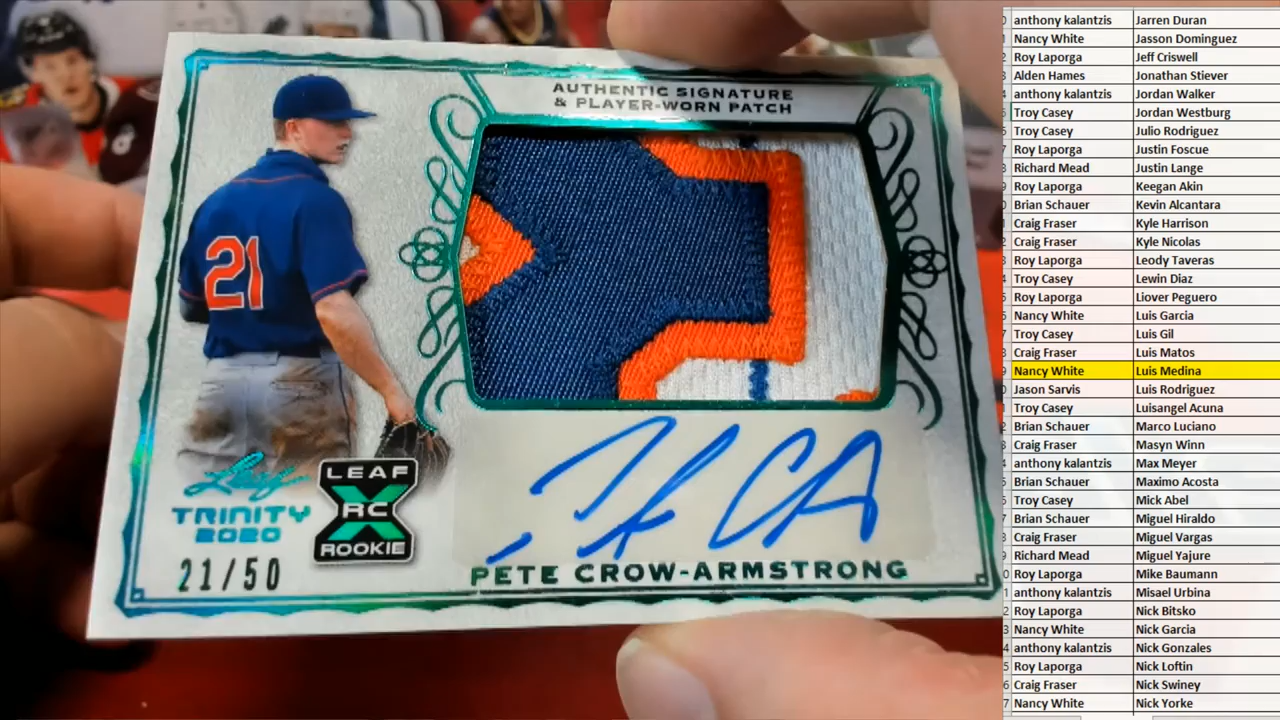 AUTHENTIC SIGNATURE
& PLAYER-WORN PATCH
21
Leaf
TRINITY
2020
LEAF
X
RC
ROOKIE
21/50
PETE CROW-ARMSTRONG
anthony kalantzis Jarren Duran
Nancy White Jasson Dominguez
Roy Laporga Jeff Criswell
Alden Hames Jonathan Stiever
anthony kalantzis Jordan Walker
Troy Casey Jordan Westburg
Troy Casey Julio Rodriguez
Roy Laporga Justin Foscue
Richard Mead Justin Lange
Roy Laporga Keegan Akin
Brian Schauer Kevin Alcantara
Craig Fraser Kyle Harrison
Craig Fraser Kyle Nicolas
Roy Laporga Leody Taveras
Troy Casey Lewin Diaz
Roy Laporga Liover Peguero
Nancy White Luis Garcia
Troy Casey Luis Gil
Craig Fraser Luis Matos
Nancy White Luis Medina
Jason Sarvis Luis Rodriguez
Troy Casey Luisangel Acuna
Brian Schauer Marco Luciano
Craig Fraser Masyn Winn
anthony kalantzis Max Meyer
Brian Schauer Maximo Acosta
Troy Casey Mick Abel
Brian Schauer Miguel Hiraldo
Craig Fraser Miguel Vargas
Richard Mead Miguel Yajure
Roy Laporga Mike Baumann
anthony kalantzis Misael Urbina
Roy Laporga Nick Bitsko
Nancy White Nick Garcia
anthony kalantzis Nick Gonzales
Roy Laporga Nick Loftin
Craig Fraser Nick Swiney
Nancy White Nick Yorke